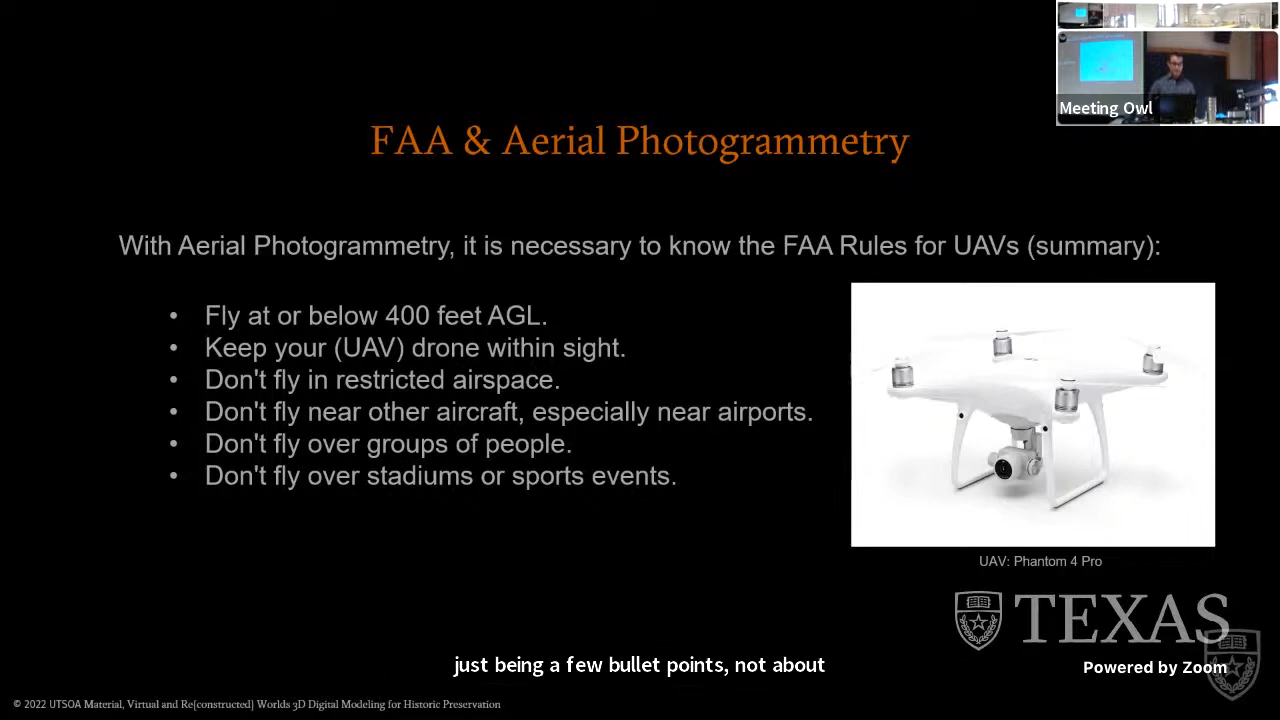 Meeting Owl
FAA & Aerial Photogrammetry
With Aerial Photogrammetry, it is necessary to know the FAA Rules for UAVs (summary):
• Fly at or below 400 feet AGL.
• Keep your (UAV) drone within sight.
• Don't fly in restricted airspace.
• Don't fly near other aircraft, especially near airports.
• Don't fly over groups of people.
• Don't fly over stadiums or sports events.
UAV: Phantom 4 Pro
TEXAS
just being a few bullet points, not about
Powered by Zoom
© 2022 UTSOA Material, Virtual and Re[constructed) Worlds 3D Digital Modeling for Historic Preservation